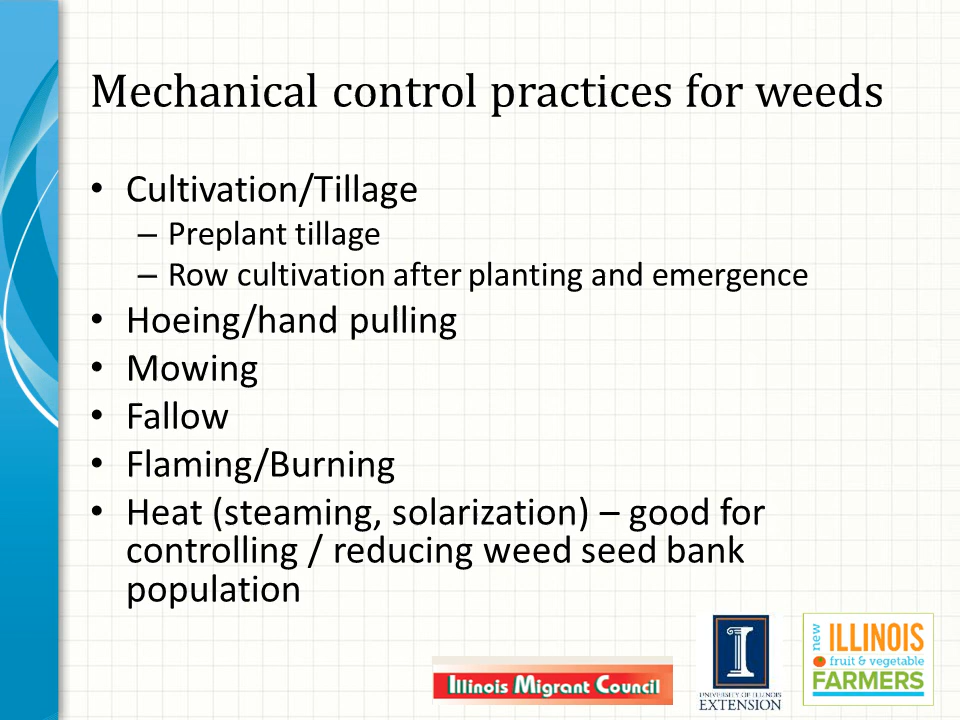 Mechanical control practices for weeds
• Cultivation/Tillage
– Preplant tillage
– Row cultivation after planting and emergence
• Hoeing/hand pulling
• Mowing
• Fallow
• Flaming/Burning
• Heat (steaming, solarization) – good for
controlling / reducing weed seed bank
population
Illinois Migrant Council
I
UNIVERSITY OF ILLINOIS
EXTENSION
new
ILLINOIS
fruit & vegetable
FARMERS